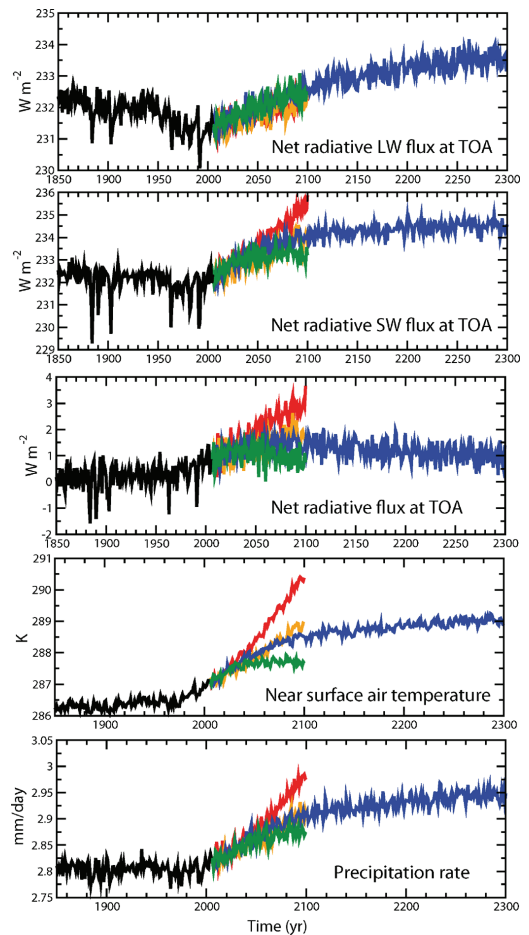 235
234
233
232
231
230
W m-2
Net radiative LW flux at TOA
1850 1900 1950 2000 2050 2100 2150 2200 2250 2300
236
235
234
233
232
231
230
229
W m-2
Net radiative SW flux at TOA
1850 1900 1950 2000 2050 2100 2150 2200 2250 2300
4
3
2
1
0
-1
-2
W m-2
Net radiative flux at TOA
1850 1900 1950 2000 2050 2100 2150 2200 2250 2300
291
290
289
288
287
286
K
Near surface air temperature
1900 2000 2100 2200 2300
3.05
3
2.95
2.9
2.85
2.8
2.75
mm/day
Precipitation rate
1900 2000 2100 2200 2300
Time (yr)